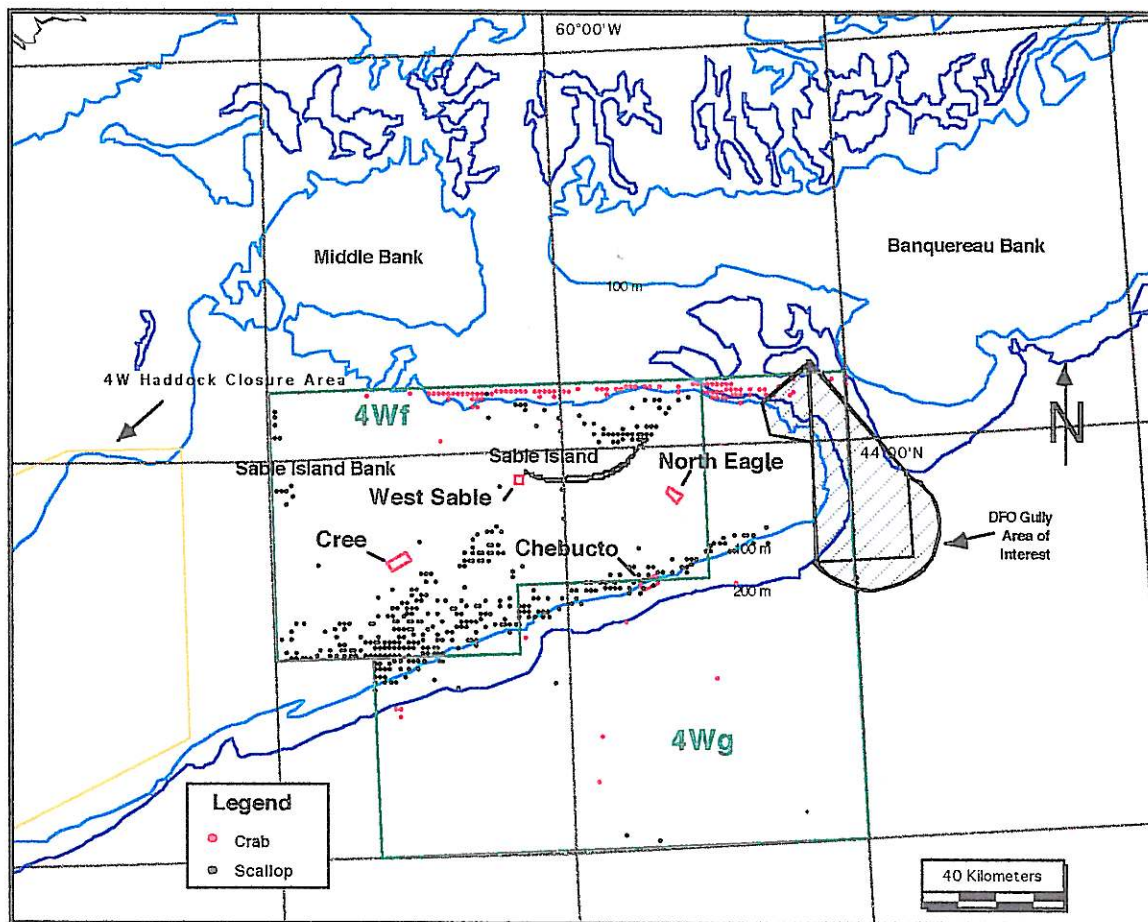 60°00'W
Middle Bank
Banquereau Bank
100 m
4W Haddock Closure Area
4Wf
N
Sable Island
44°00'N
Sable Island Bank
North Eagle
West Sable
DFO Gully
Area of
Interest
Cree
Chebucto
100 m
200 m
4Wg
Legend
Crab
Scallop
40 Kilometers